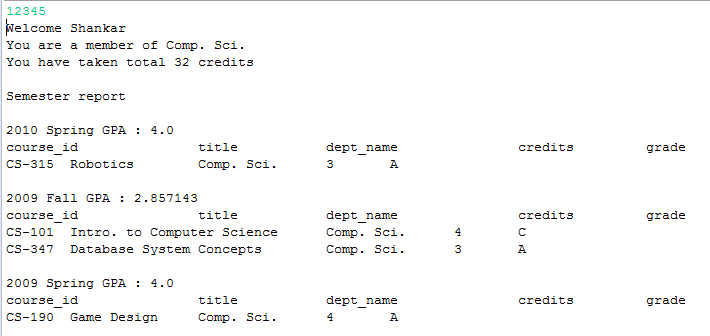 12345
Welcome Shankar
You are a member of Comp. Sci.
You have taken total 32 credits
Semester report
2010 Spring GPA : 4.0
course_id title dept_name credits grade
CS-315 Robotics Comp. Sci. 3 A
2009 Fall GPA : 2.857143
course_id title dept_name credits grade
CS-101 Intro. to Computer Science Comp. Sci. 4 C
CS-347 Database System Concepts Comp. Sci. 3 A
2009 Spring GPA : 4.0
course_id title dept_name credits grade
CS-190 Game Design Comp. Sci. 4 A